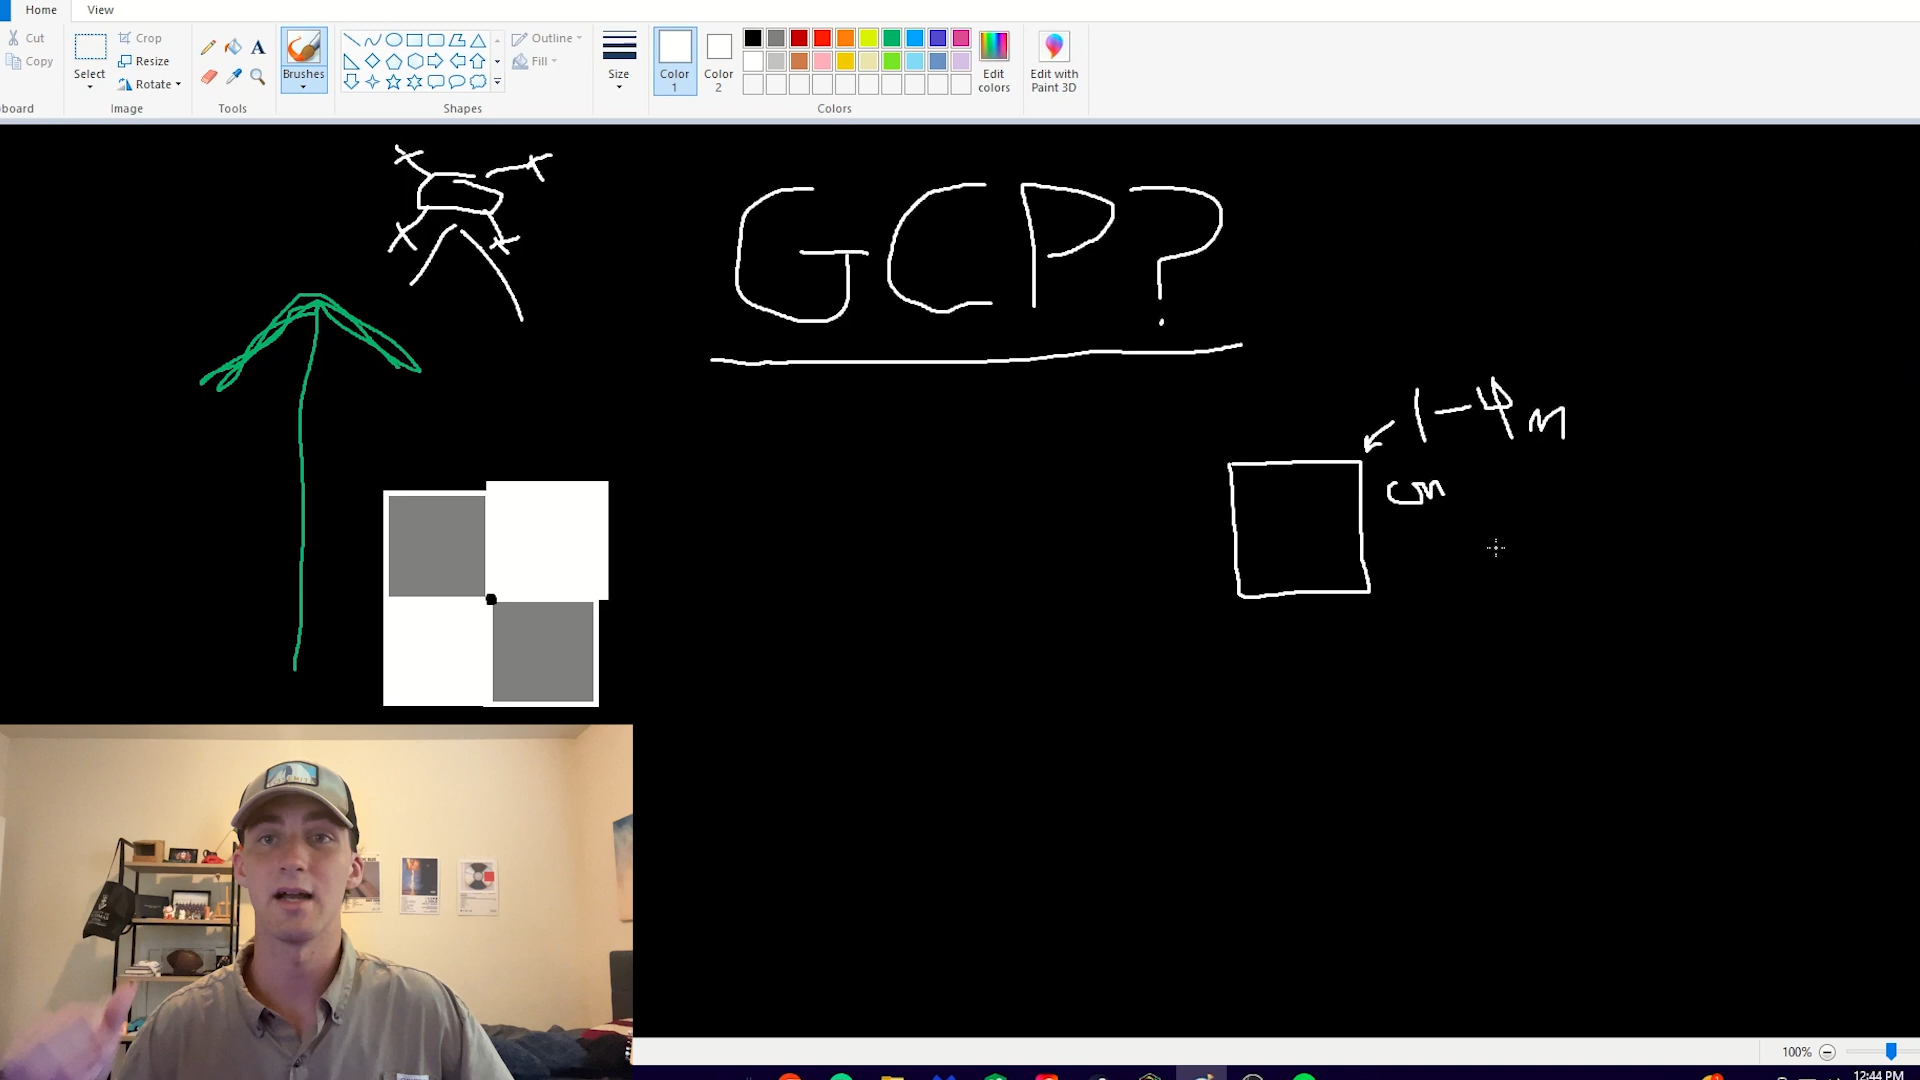 Home View
Cut
Copy
board
Select
Crop
Resize
Rotate
Image
Tools
Brushes
Shapes
Outline
Fill
Size
Color 1
Color 2
Edit colors
Edit with Paint 3D
Colors
GCP?
1-4 m
cm
100%
12:44 PM